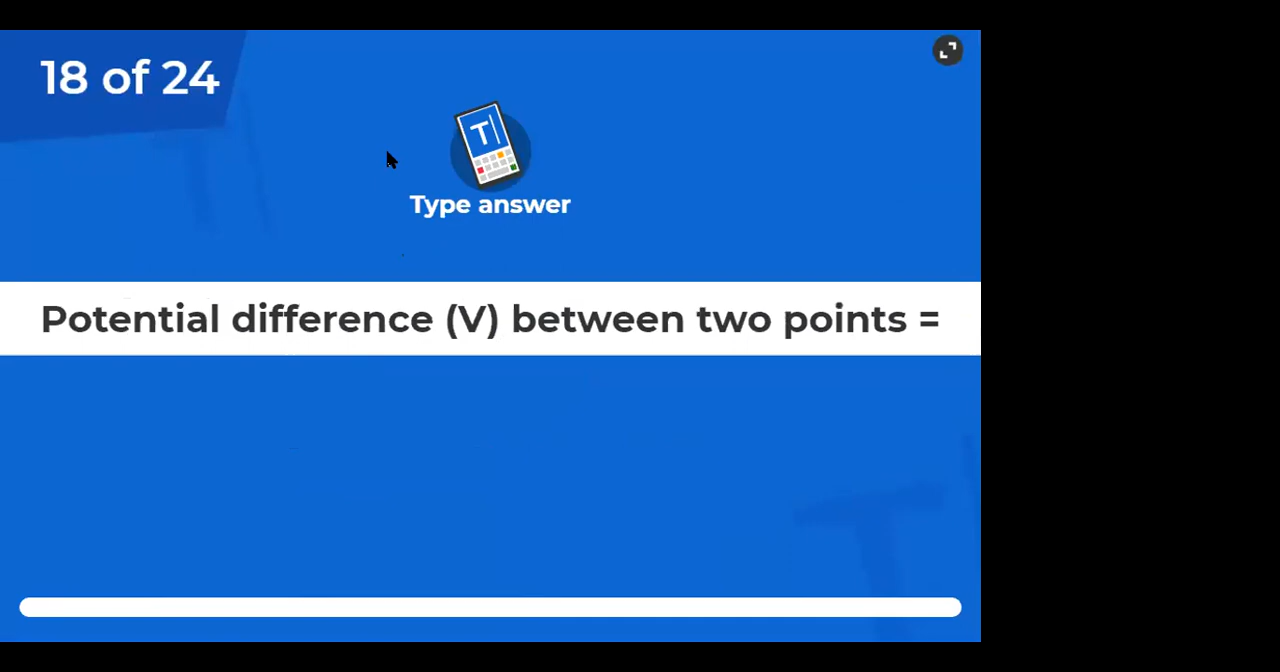 18 of 24
T
Type answer
Potential difference (V) between two points =